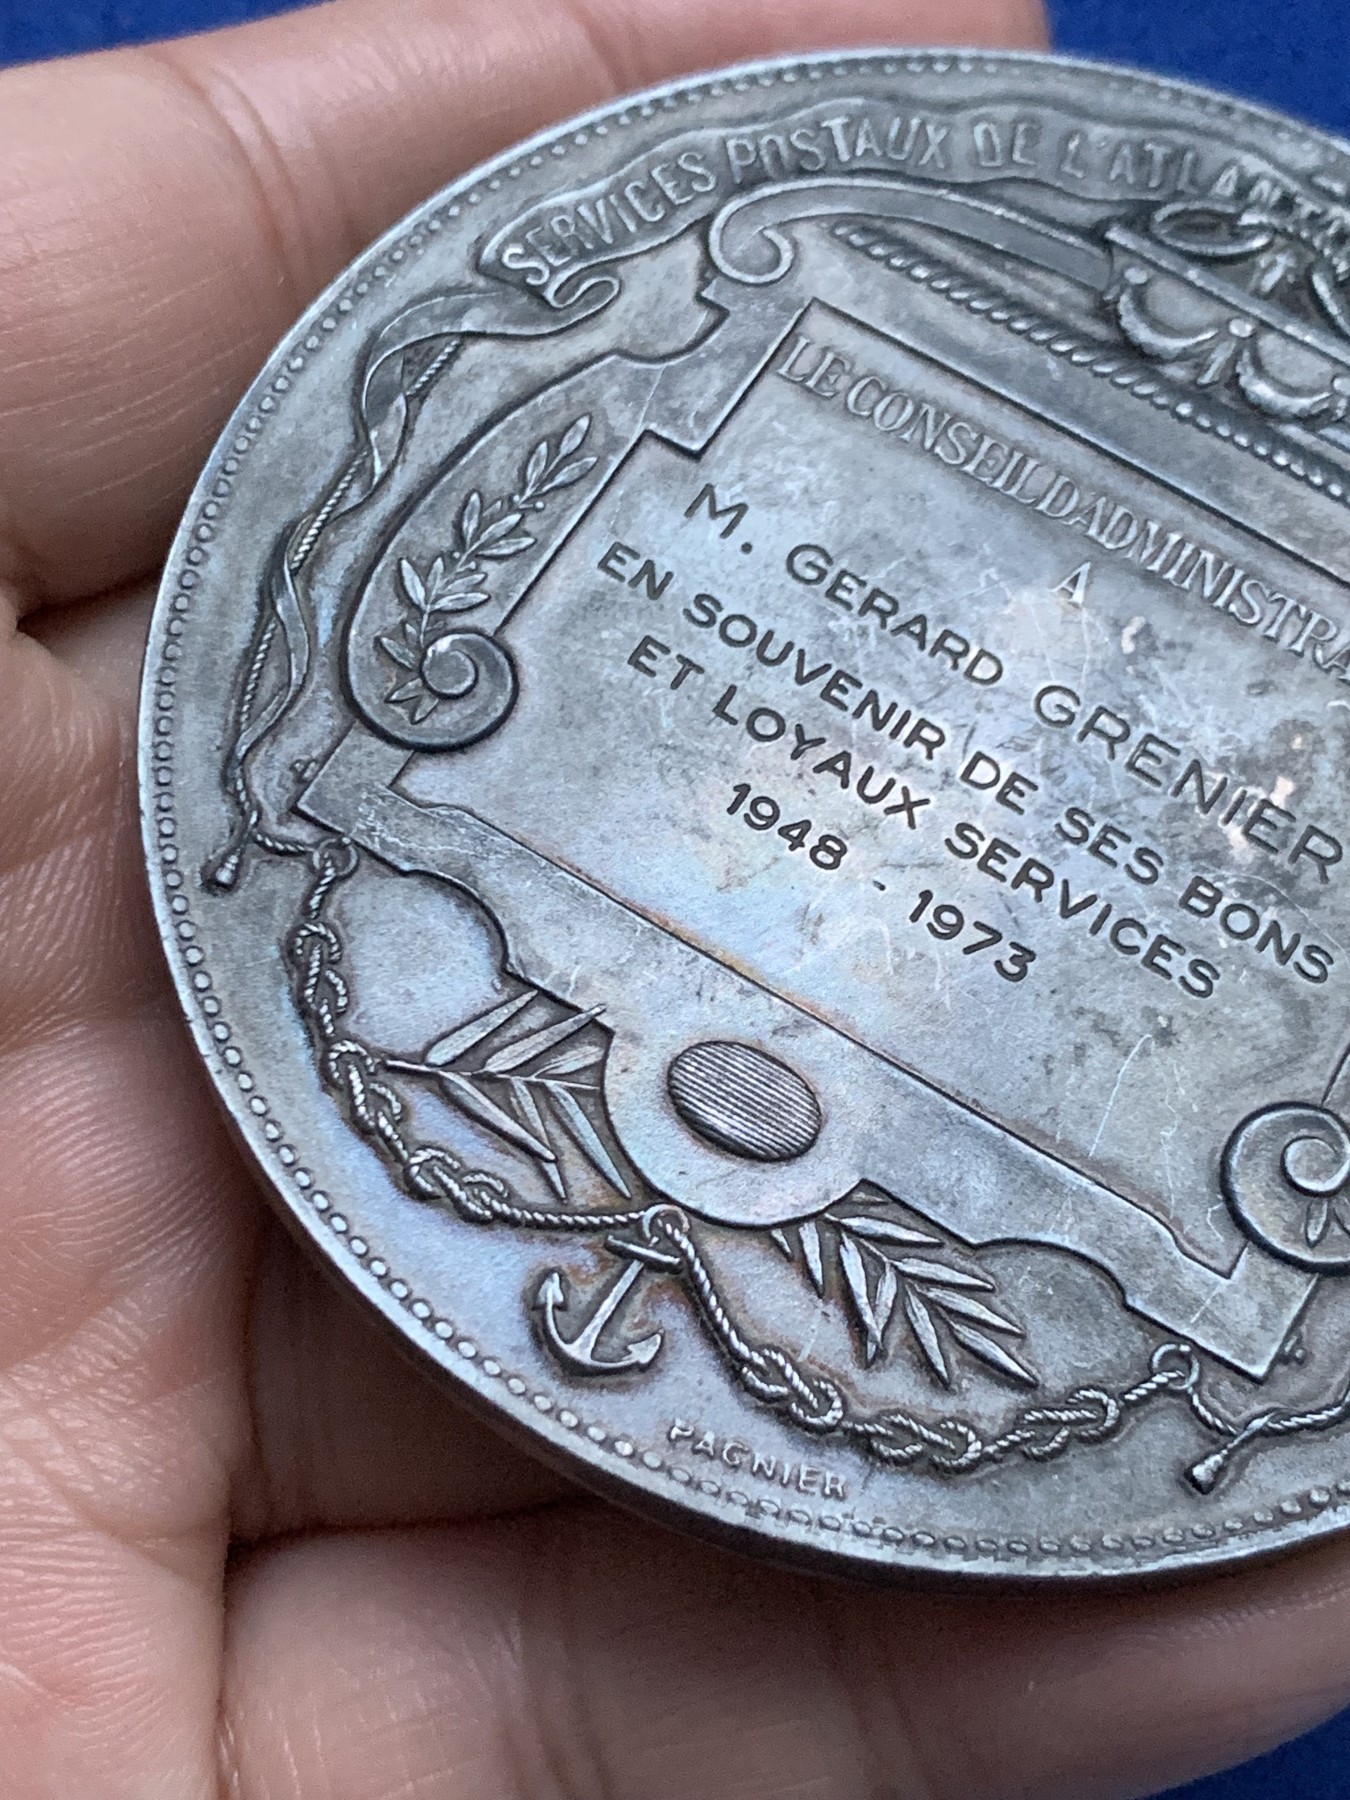 SERVICES POSTAUX DE L'ATLANT
LE CONSEIL D'ADMINISTRA
A
M. GERARD GRENIER
EN SOUVENIR DE SES BONS
ET LOYAUX SERVICES
1948 - 1973
PAGNIER